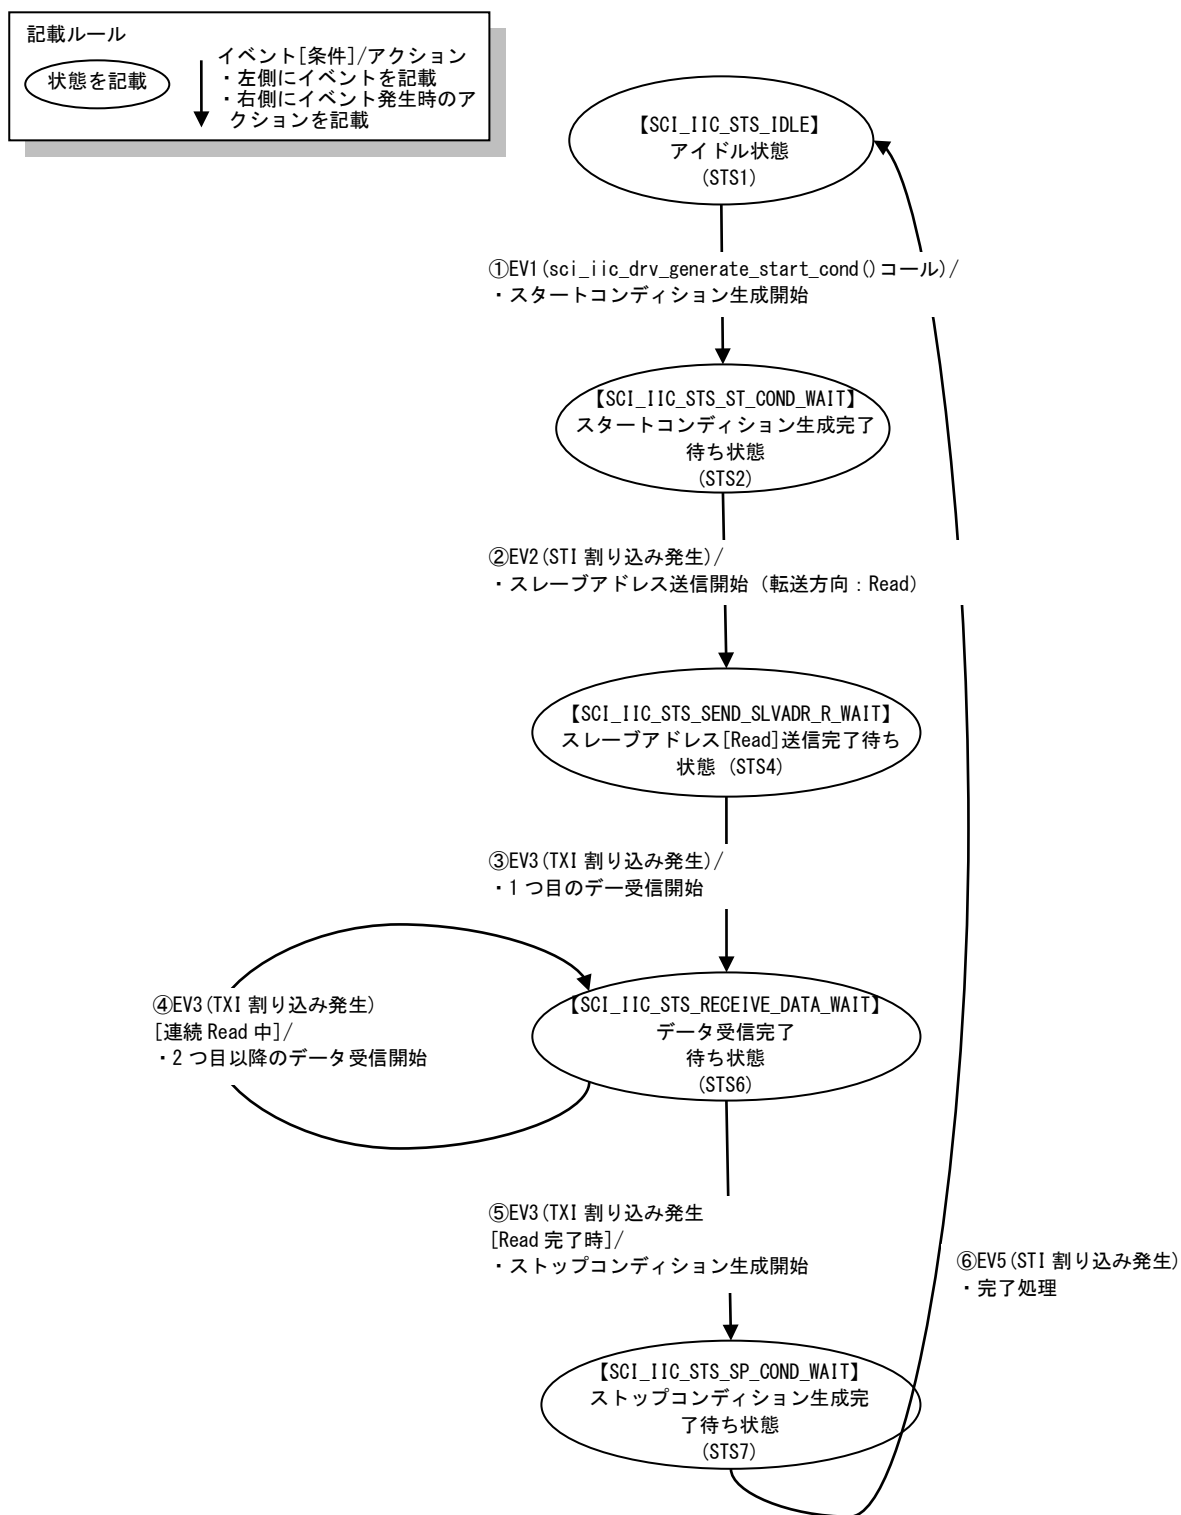 記載ルール
状態を記載
イベント[条件]/アクション
・左側にイベントを記載
・右側にイベント発生時のア
クションを記載
【SCI_IIC_STS_IDLE】
アイドル状態
(STS1)
①EV1(sci_iic_drv_generate_start_cond()コール)/
・スタートコンディション生成開始
【SCI_IIC_STS_ST_COND_WAIT】
スタートコンディション生成完了
待ち状態
(STS2)
②EV2(STI 割り込み発生)/
・スレーブアドレス送信開始（転送方向：Read）
【SCI_IIC_STS_SEND_SLVADR_R_WAIT】
スレーブアドレス[Read]送信完了待ち
状態 (STS4)
③EV3(TXI 割り込み発生)/
・1 つ目のデー受信開始
④EV3(TXI 割り込み発生)
[連続 Read 中]/
・2 つ目以降のデータ受信開始
【SCI_IIC_STS_RECEIVE_DATA_WAIT】
データ受信完了
待ち状態
(STS6)
⑤EV3(TXI 割り込み発生
[Read 完了時]/
・ストップコンディション生成開始
⑥EV5(STI 割り込み発生)
・完了処理
【SCI_IIC_STS_SP_COND_WAIT】
ストップコンディション生成完
了待ち状態
(STS7)